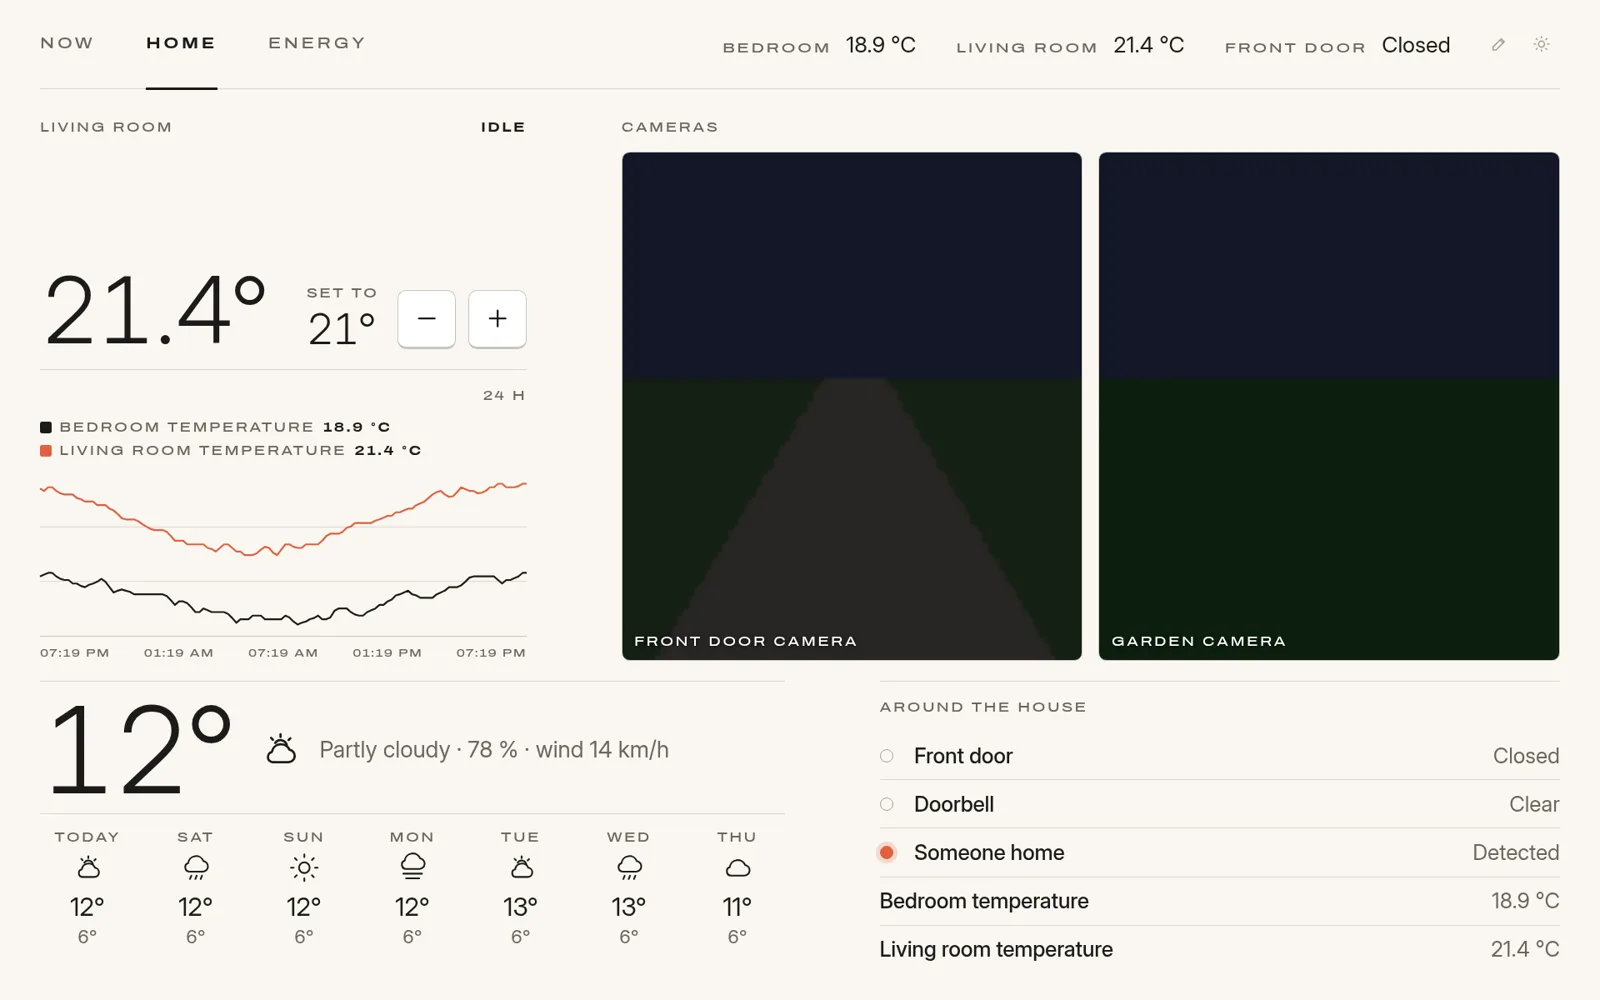 NOW HOME ENERGY BEDROOM 18.9 °C LIVING ROOM 21.4 °C FRONT DOOR Closed
LIVING ROOM IDLE
21.4° SET TO 21° − +
24 H
BEDROOM TEMPERATURE 18.9 °C
LIVING ROOM TEMPERATURE 21.4 °C
07:19 PM 01:19 AM 07:19 AM 01:19 PM 07:19 PM
CAMERAS
FRONT DOOR CAMERA GARDEN CAMERA
12° Partly cloudy · 78 % · wind 14 km/h
TODAY SAT SUN MON TUE WED THU
12° 12° 12° 12° 13° 13° 11°
6° 6° 6° 6° 6° 6° 6°
AROUND THE HOUSE
Front door Closed
Doorbell Clear
Someone home Detected
Bedroom temperature 18.9 °C
Living room temperature 21.4 °C